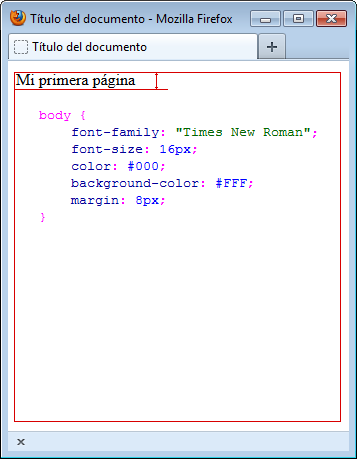 Título del documento - Mozilla Firefox
Título del documento
Mi primera página
body {
    font-family: "Times New Roman";
    font-size: 16px;
    color: #000;
    background-color: #FFF;
    margin: 8px;
}